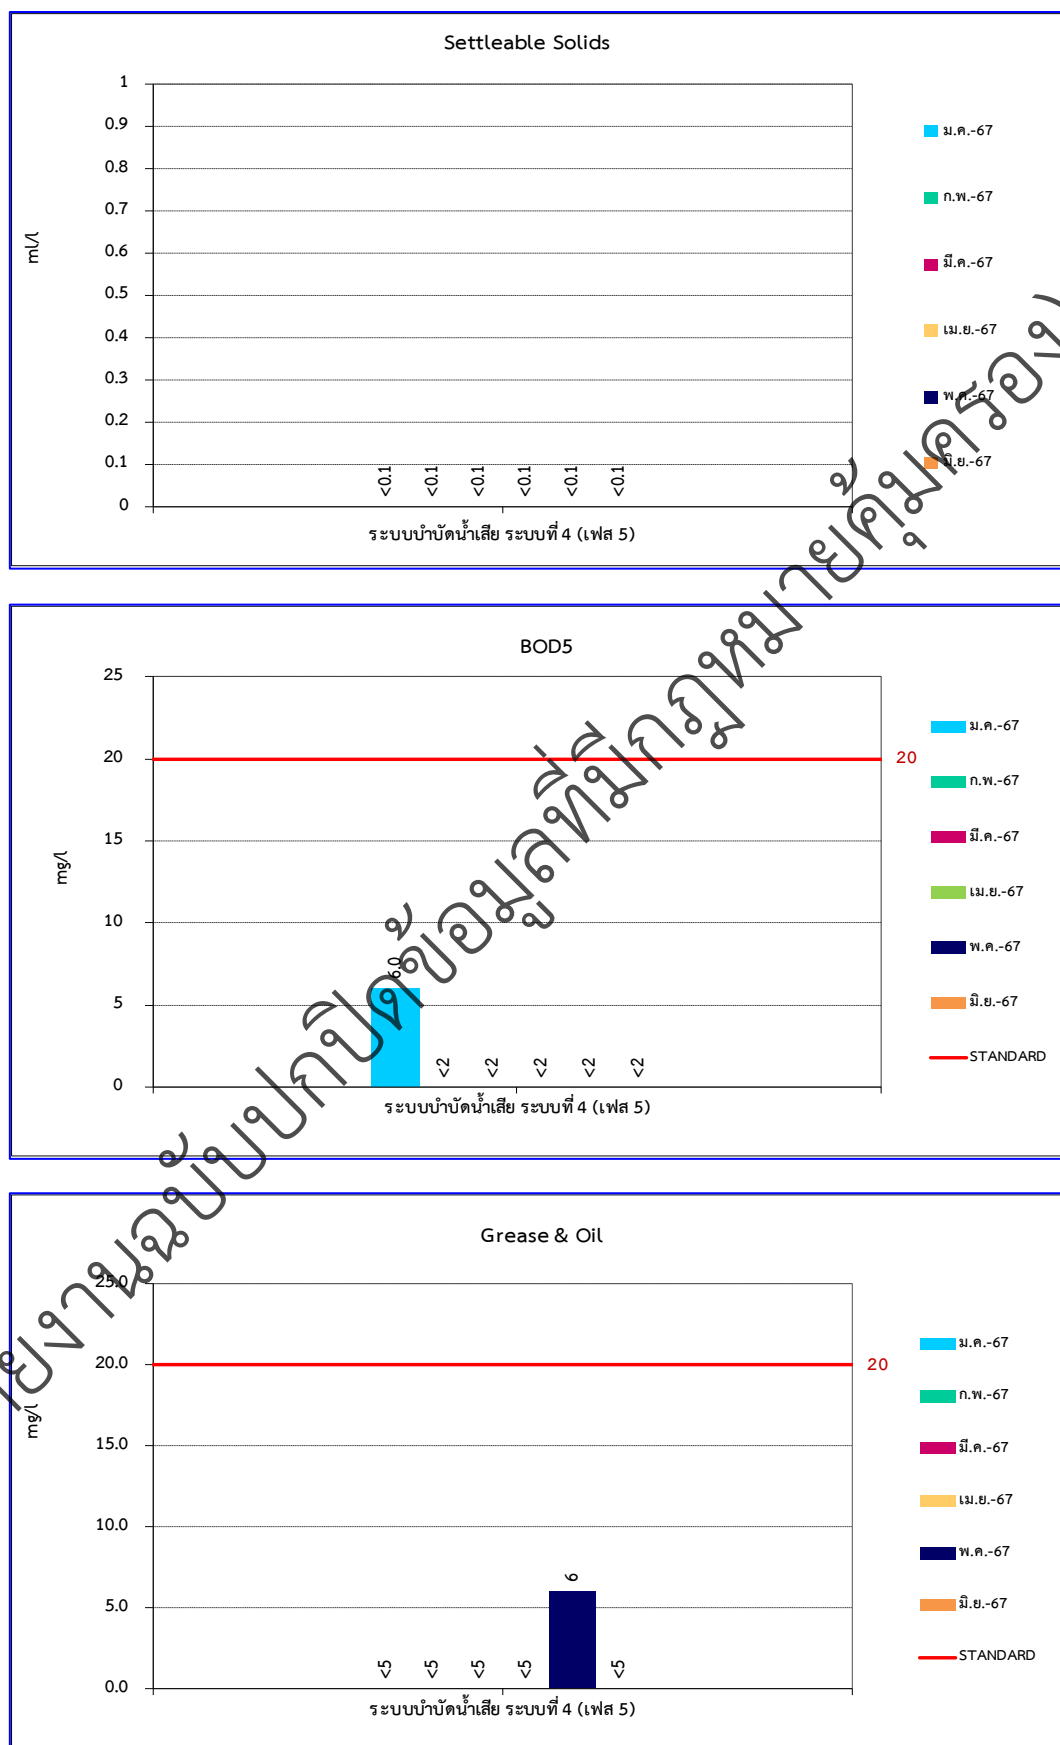 Settleable Solids
1
0.9
0.8
0.7
0.6
0.5
0.4
0.3
0.2
0.1
0
ml/l
<0.1 <0.1 <0.1 <0.1 <0.1 <0.1
ระบบบำบัดน้ำเสีย ระบบที่ 4 (เฟส 5)
ม.ค.-67
ก.พ.-67
มี.ค.-67
เม.ย.-67
พ.ค.-67
มิ.ย.-67
BOD5
25
20
15
10
5
0
mg/l
20
6.0 <2 <2 <2 <2 <2
ระบบบำบัดน้ำเสีย ระบบที่ 4 (เฟส 5)
ม.ค.-67
ก.พ.-67
มี.ค.-67
เม.ย.-67
พ.ค.-67
มิ.ย.-67
STANDARD
Grease & Oil
25.0
20.0
15.0
10.0
5.0
0.0
mg/l
20
<5 <5 <5 <5 6 <5
ระบบบำบัดน้ำเสีย ระบบที่ 4 (เฟส 5)
ม.ค.-67
ก.พ.-67
มี.ค.-67
เม.ย.-67
พ.ค.-67
มิ.ย.-67
STANDARD
ยงานฉบับปกปิดข้อมูลที่มีกฎหมายคุ้มครอง)